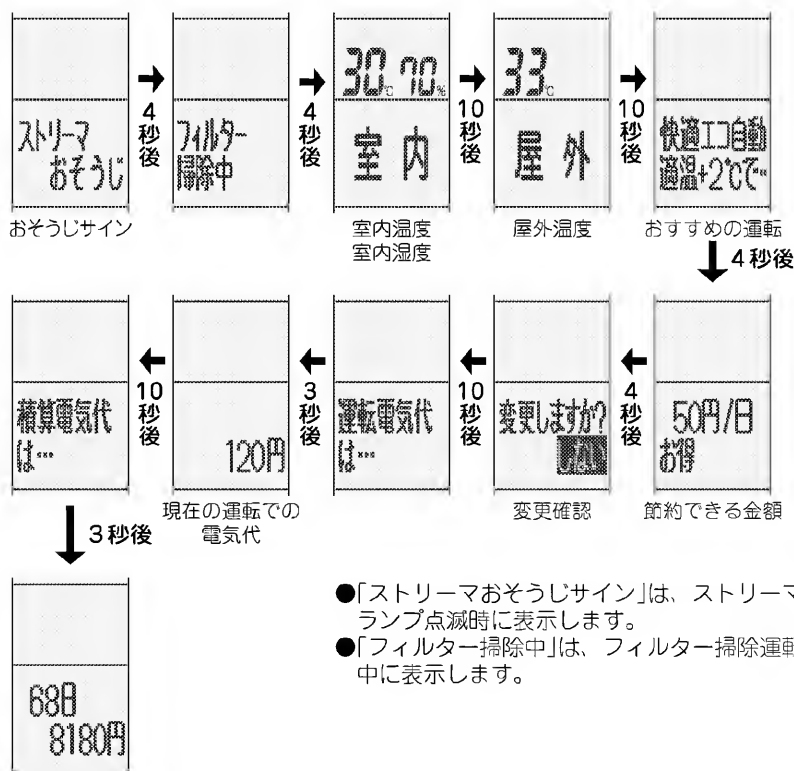 ストリーマ
おそうじ
おそうじサイン
4秒後
フィルター
掃除中
4秒後
30℃ 70%
室内
室内温度
室内湿度
10秒後
33℃
屋外
屋外温度
10秒後
快適エコ自動
適温+2℃で…
おすすめの運転
4秒後
50円/日
お得
節約できる金額
4秒後
変更しますか?
はい
変更確認
10秒後
運転電気代
は…
3秒後
120円
現在の運転での
電気代
10秒後
積算電気代
は…
3秒後
68日
8180円
●「ストリーマおそうじサイン」は、ストリーマ
ランプ点滅時に表示します。
●「フィルター掃除中」は、フィルター掃除運転
中に表示します。